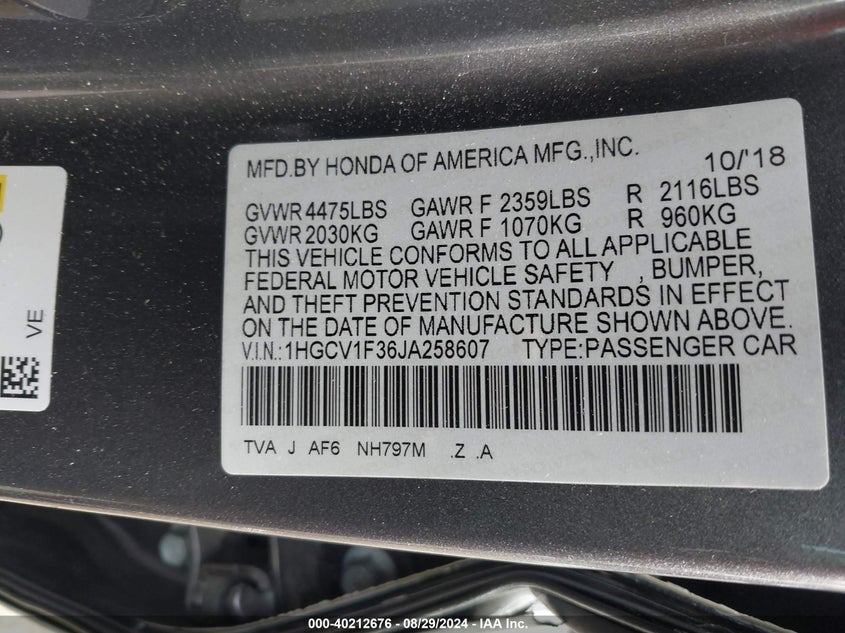 MFD.BY HONDA OF AMERICA MFG.,INC. 10/'18
GVWR 4475LBS GAWR F 2359LBS R 2116LBS
GVWR 2030KG GAWR F 1070KG R 960KG
THIS VEHICLE CONFORMS TO ALL APPLICABLE
FEDERAL MOTOR VEHICLE SAFETY , BUMPER,
AND THEFT PREVENTION STANDARDS IN EFFECT
ON THE DATE OF MANUFACTURE SHOWN ABOVE.
V.I.N.:1HGCV1F36JA258607 TYPE:PASSENGER CAR
TVA J AF6 NH797M .Z .A
VE
000-40212676 - 08/29/2024 - IAA Inc.